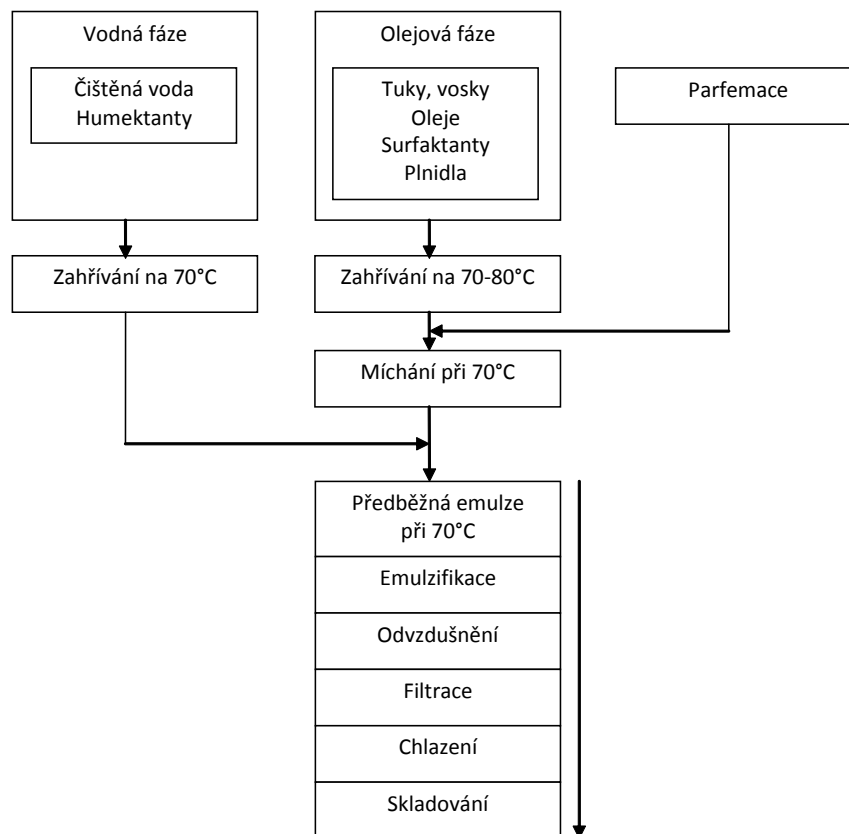 Vodná fáze
Čištěná voda
Humektanty
Olejová fáze
Tuky, vosky
Oleje
Surfaktanty
Plnidla
Parfemace
Zahřívání na 70°C
Zahřívání na 70-80°C
Míchání při 70°C
Předběžná emulze
při 70°C
Emulzifikace
Odvzdušnění
Filtrace
Chlazení
Skladování